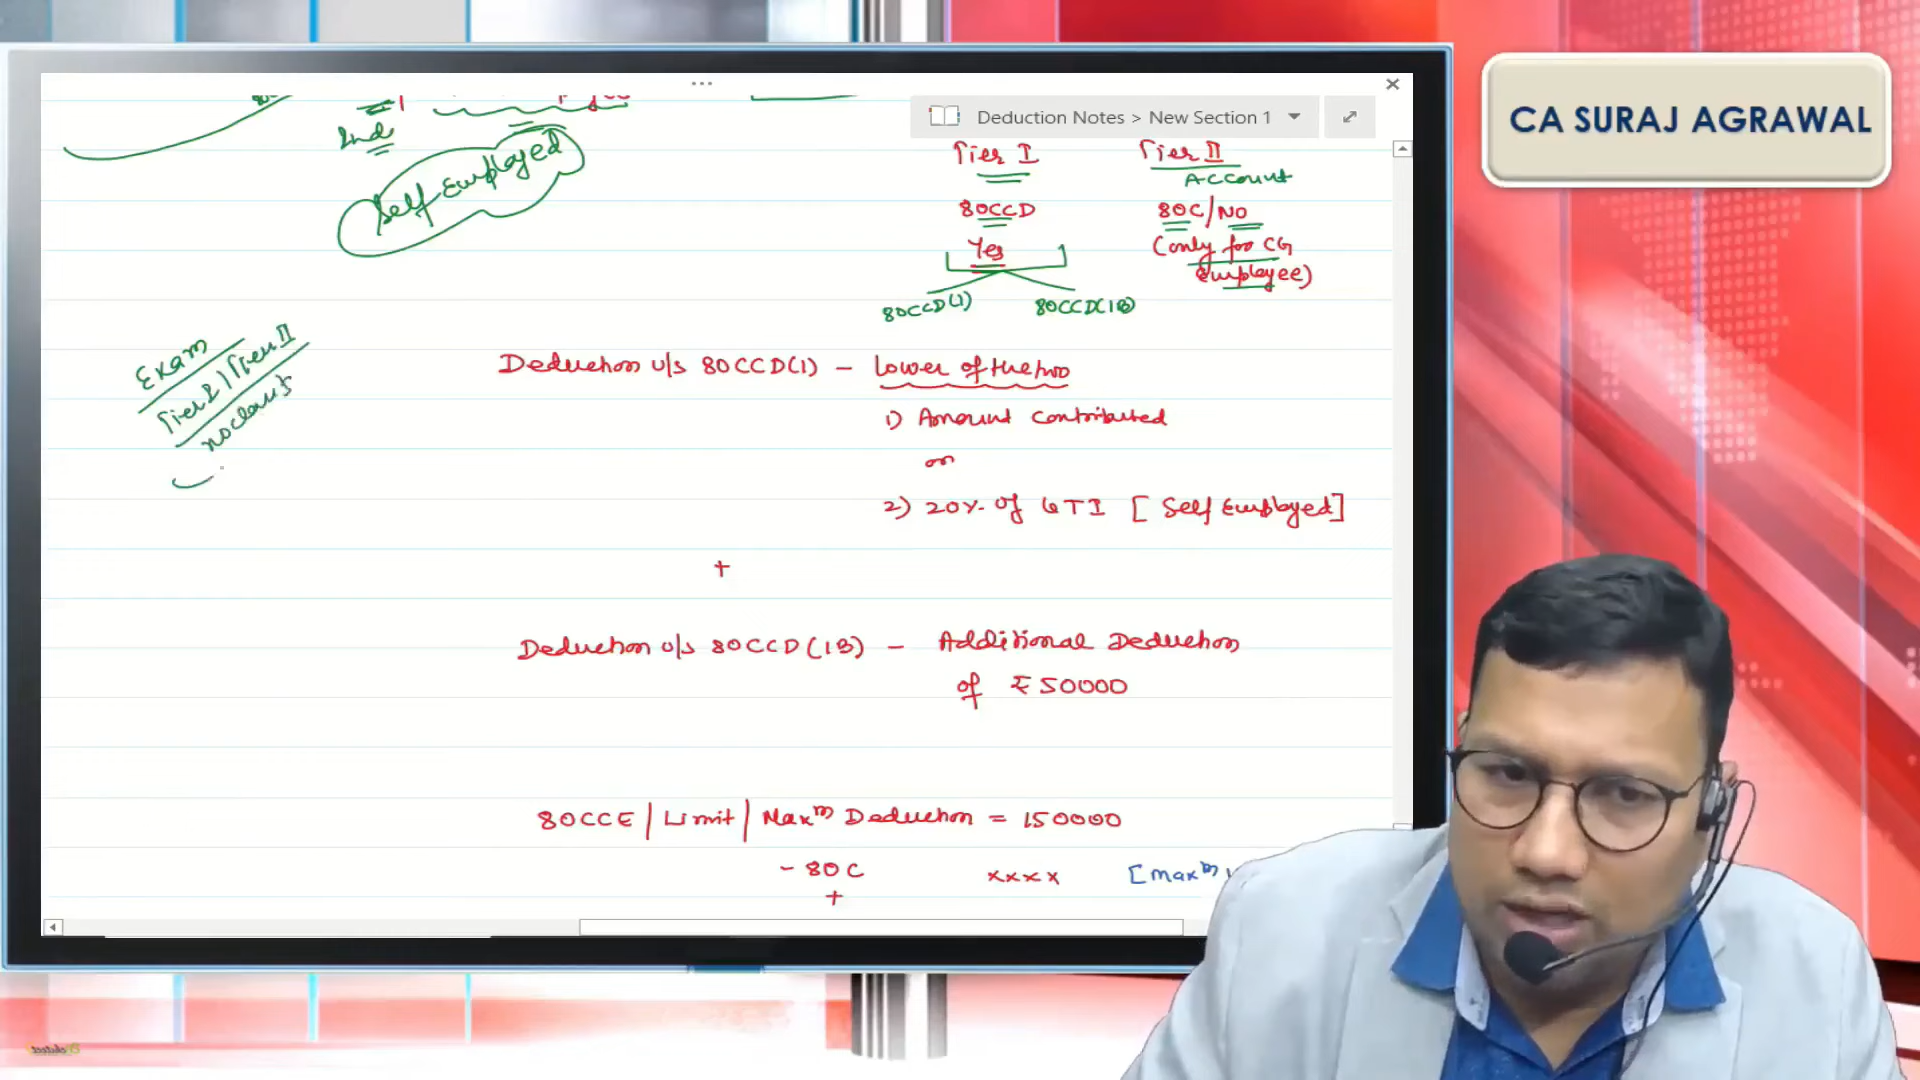 CA SURAJ AGRAWAL
Deduction Notes > New Section 1
Ind
Self Employed
Tier I
Tier II
Account
80CCD
80C/No
Yes
(only for CG
employee)
80CCD(1)
80CCD(1B)
Exam
Tier I / Tier II
no clarity
Deduction u/s 80CCD(1) – lower of the two
1) Amount contributed
or
2) 20% of GTI [Self Employed]
+
Deduction u/s 80CCD(1B) – Additional Deduction
of ₹50000
80CCE | Limit | Maxm Deduction = 150000
- 80C xxxx [Maxm
+